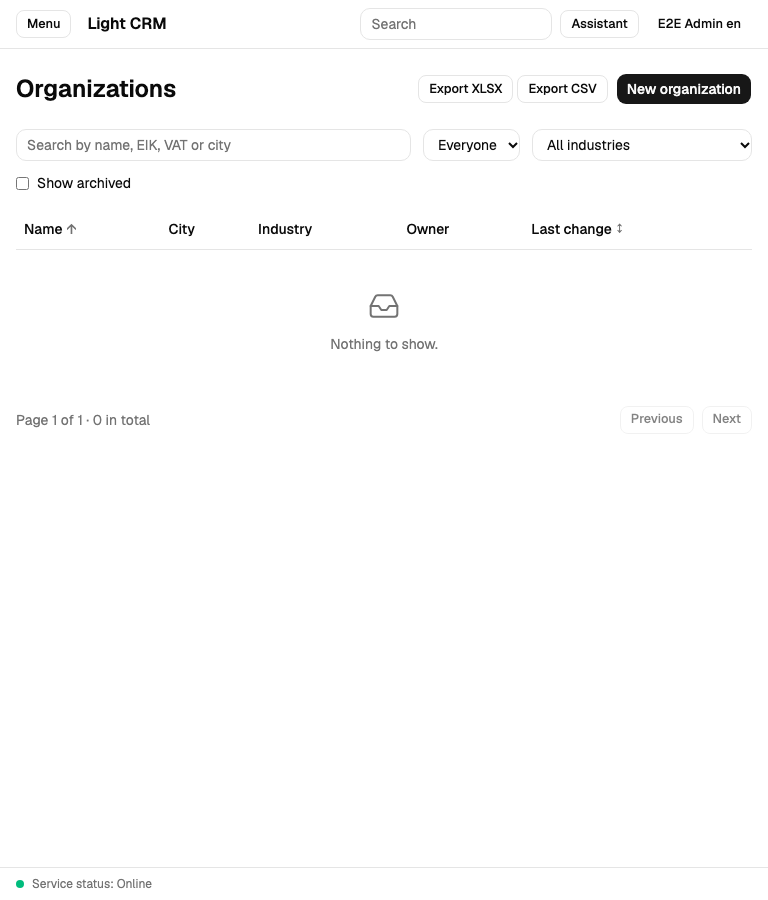 Menu Light CRM Search Assistant E2E Admin en
Organizations Export XLSX Export CSV New organization
Search by name, EIK, VAT or city Everyone All industries
Show archived
Name ↑ City Industry Owner Last change ↕
Nothing to show.
Page 1 of 1 · 0 in total Previous Next
Service status: Online